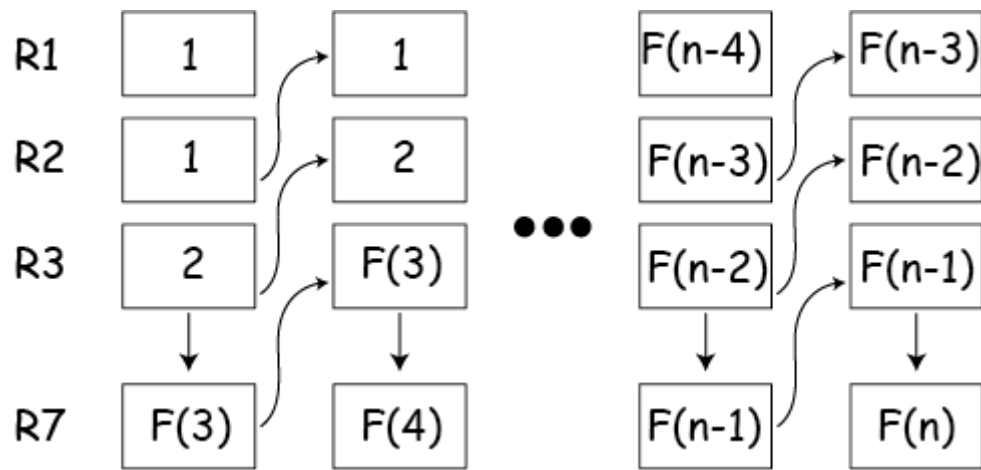 R1 1 1 F(n-4) F(n-3)
R2 1 2 F(n-3) F(n-2)
R3 2 F(3) F(n-2) F(n-1)
R7 F(3) F(4) F(n-1) F(n)